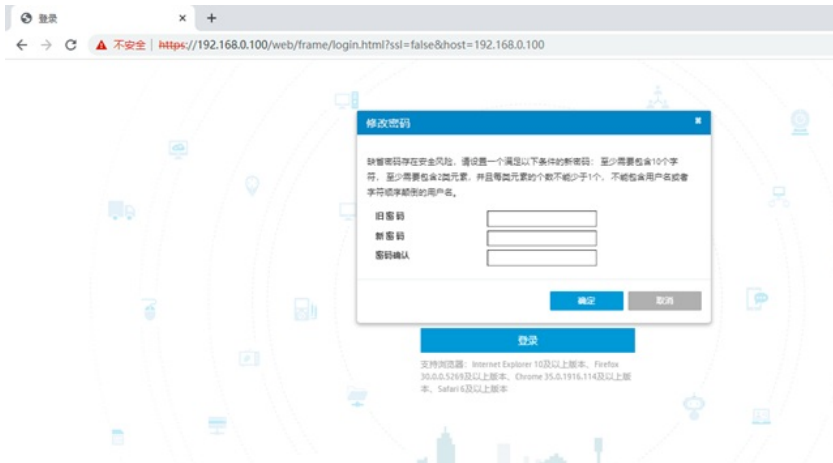 登录
不安全 https://192.168.0.100/web/frame/login.html?ssl=false&host=192.168.0.100
修改密码
缺省密码存在安全风险,请设置一个满足以下条件的新密码: 至少需要包含10个字
符, 至少需要包含2类元素,并且每类元素的个数不能少于1个, 不能包含用户名或者
字符顺序颠倒的用户名。
旧密码
新密码
密码确认
确定 取消
登录
支持浏览器:Internet Explorer 10及以上版本、Firefox
30.0.0.5269及以上版本、Chrome 35.0.1916.114及以上版
本、Safari 6及以上版本